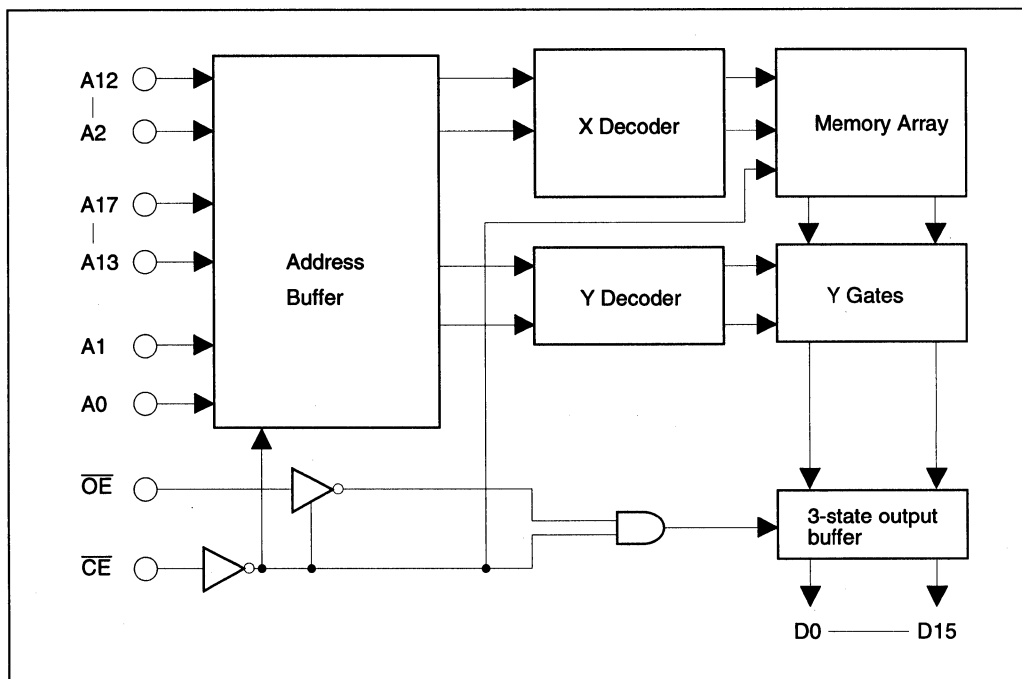 A12
A2
A17
A13
A1
A0
Address
Buffer
X Decoder
Memory Array
Y Decoder
Y Gates
OE
CE
3-state output
buffer
D0
D15